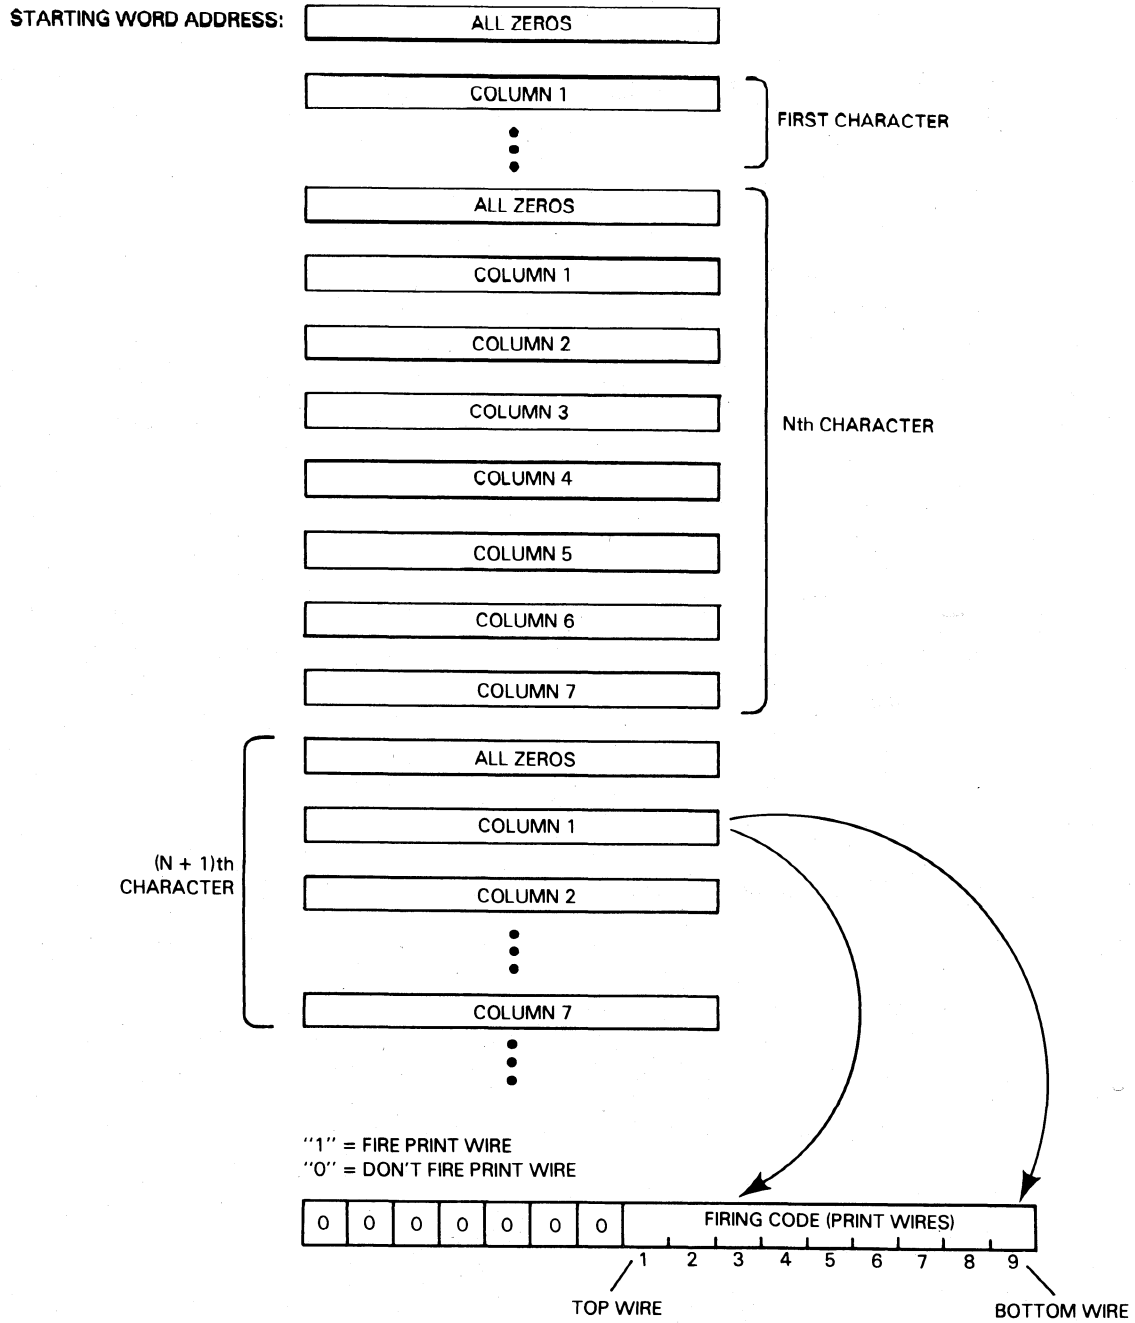 STARTING WORD ADDRESS:
ALL ZEROS
COLUMN 1
FIRST CHARACTER
ALL ZEROS
COLUMN 1
COLUMN 2
COLUMN 3
Nth CHARACTER
COLUMN 4
COLUMN 5
COLUMN 6
COLUMN 7
ALL ZEROS
COLUMN 1
(N + 1)th
CHARACTER
COLUMN 2
COLUMN 7
"1" = FIRE PRINT WIRE
"0" = DON'T FIRE PRINT WIRE
0 0 0 0 0 0 0 FIRING CODE (PRINT WIRES)
1 2 3 4 5 6 7 8 9
TOP WIRE
BOTTOM WIRE